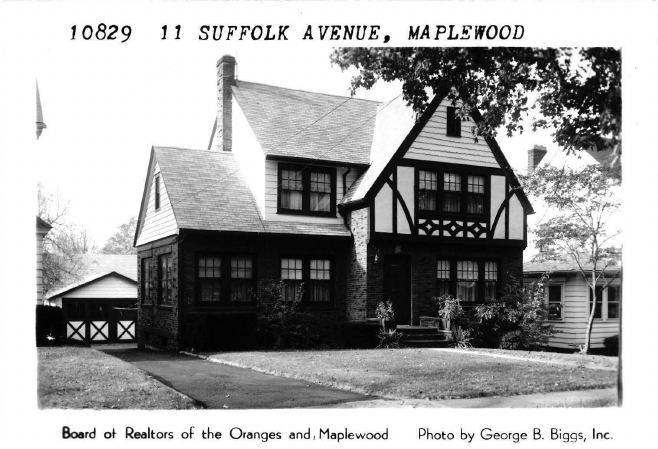 10829 11 SUFFOLK AVENUE, MAPLEWOOD
Board of Realtors of the Oranges and, Maplewood Photo by George B. Biggs, Inc.